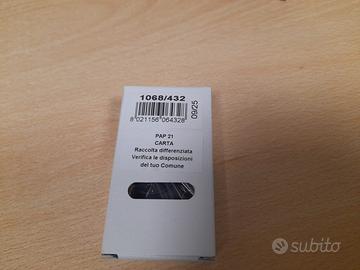 1068/432
8 021156 064328
09/25
PAP 21
CARTA
Raccolta differenziata
Verifica le disposizioni
del tuo Comune
subito